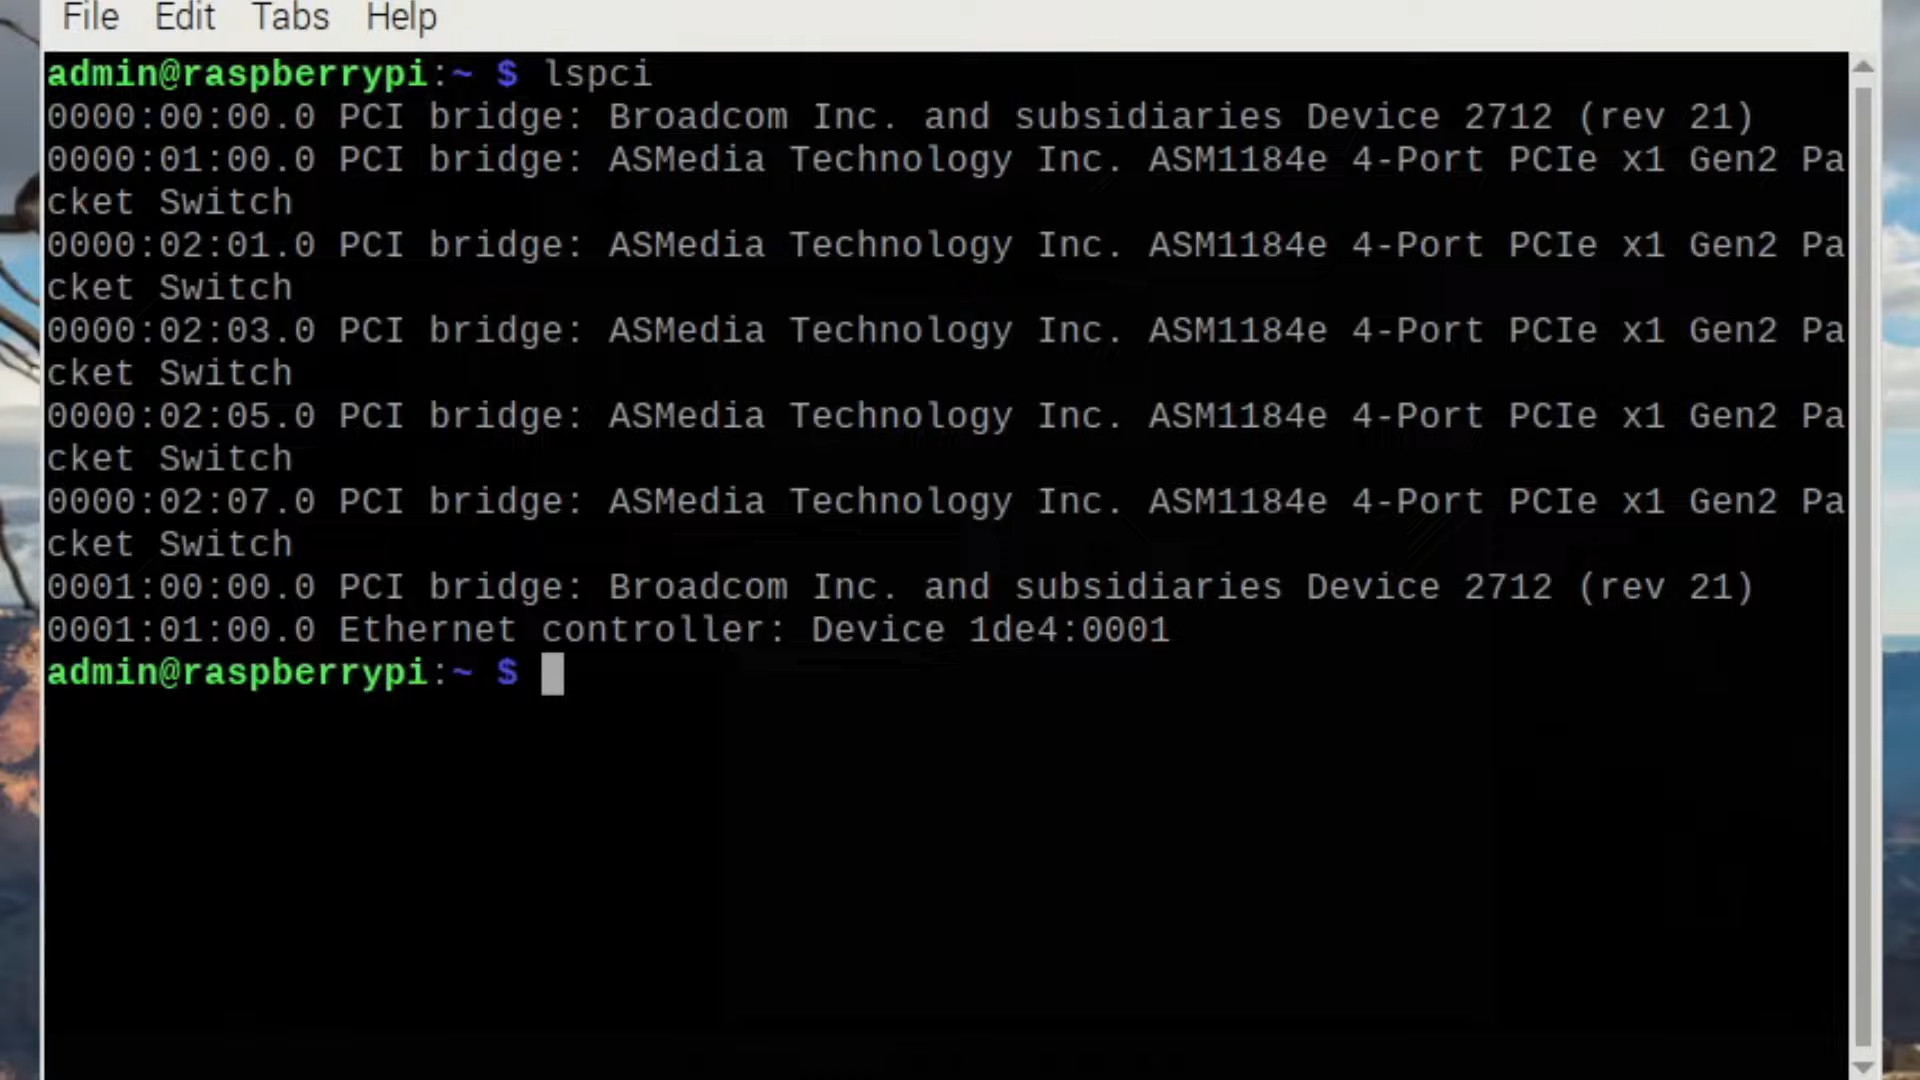 File Edit Tabs Help
admin@raspberrypi:~ $ lspci
0000:00:00.0 PCI bridge: Broadcom Inc. and subsidiaries Device 2712 (rev 21)
0000:01:00.0 PCI bridge: ASMedia Technology Inc. ASM1184e 4-Port PCIe x1 Gen2 Pa
cket Switch
0000:02:01.0 PCI bridge: ASMedia Technology Inc. ASM1184e 4-Port PCIe x1 Gen2 Pa
cket Switch
0000:02:03.0 PCI bridge: ASMedia Technology Inc. ASM1184e 4-Port PCIe x1 Gen2 Pa
cket Switch
0000:02:05.0 PCI bridge: ASMedia Technology Inc. ASM1184e 4-Port PCIe x1 Gen2 Pa
cket Switch
0000:02:07.0 PCI bridge: ASMedia Technology Inc. ASM1184e 4-Port PCIe x1 Gen2 Pa
cket Switch
0001:00:00.0 PCI bridge: Broadcom Inc. and subsidiaries Device 2712 (rev 21)
0001:01:00.0 Ethernet controller: Device 1de4:0001
admin@raspberrypi:~ $